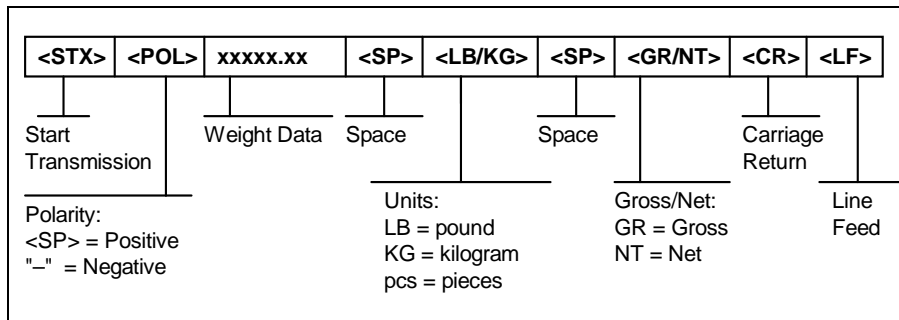 <STX> <POL> xxxxx.xx <SP> <LB/KG> <SP> <GR/NT> <CR> <LF>
Start
Transmission
Weight Data
Space
Space
Carriage
Return
Polarity:
<SP> = Positive
"–" = Negative
Units:
LB = pound
KG = kilogram
pcs = pieces
Gross/Net:
GR = Gross
NT = Net
Line
Feed